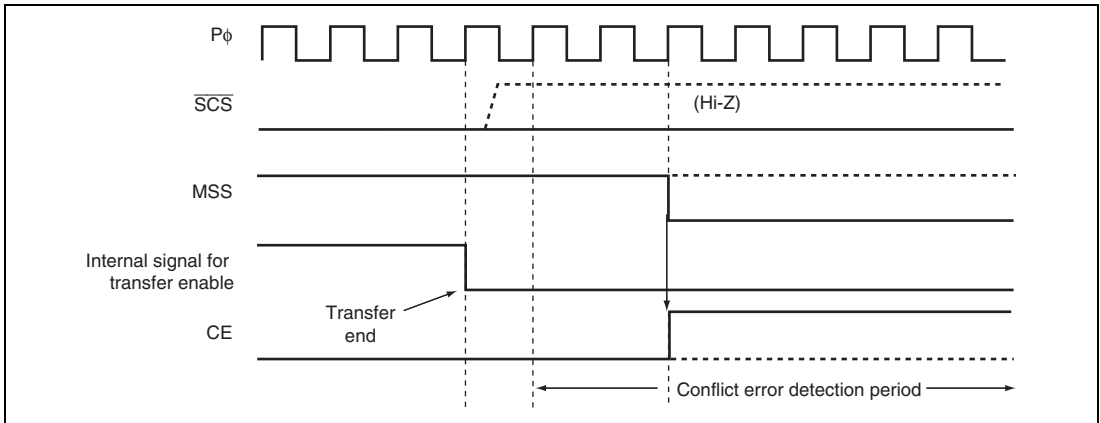 Pϕ
SCS
(Hi-Z)
MSS
Internal signal for
transfer enable
Transfer
end
CE
Conflict error detection period